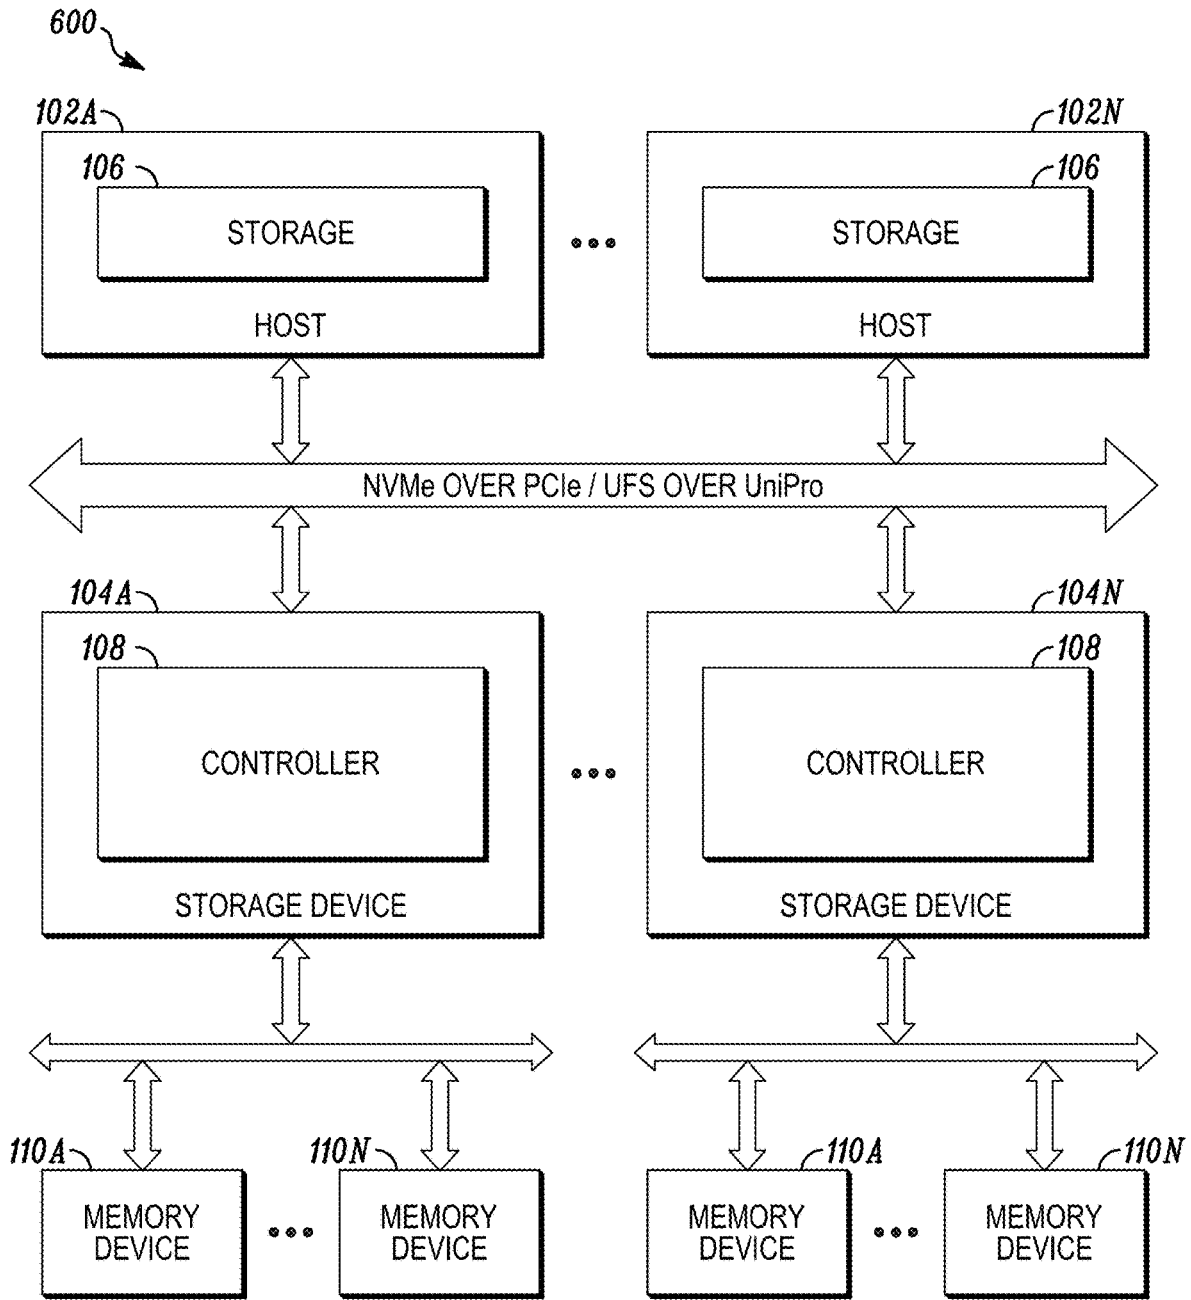 600
102A
102N
106
106
STORAGE
STORAGE
HOST
HOST
NVMe OVER PCIe / UFS OVER UniPro
104A
104N
108
108
CONTROLLER
CONTROLLER
STORAGE DEVICE
STORAGE DEVICE
110A
110N
110A
110N
MEMORY
DEVICE
MEMORY
DEVICE
MEMORY
DEVICE
MEMORY
DEVICE